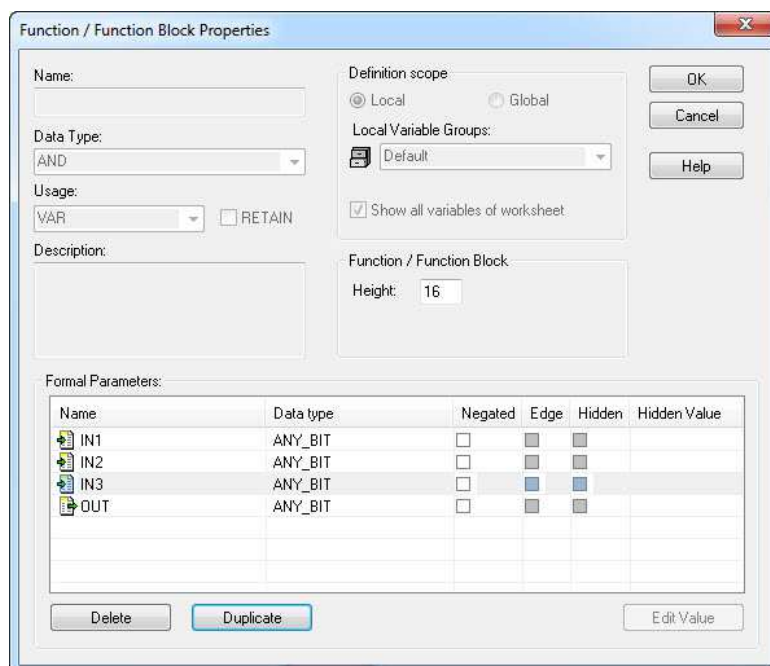 Function / Function Block Properties
Name:
Definition scope
Local Global
OK
Cancel
Data Type:
AND
Local Variable Groups:
Default
Help
Usage:
VAR RETAIN
Show all variables of worksheet
Description:
Function / Function Block
Height: 16
Formal Parameters:
Name Data type Negated Edge Hidden Hidden Value
IN1 ANY_BIT
IN2 ANY_BIT
IN3 ANY_BIT
OUT ANY_BIT
Delete Duplicate Edit Value